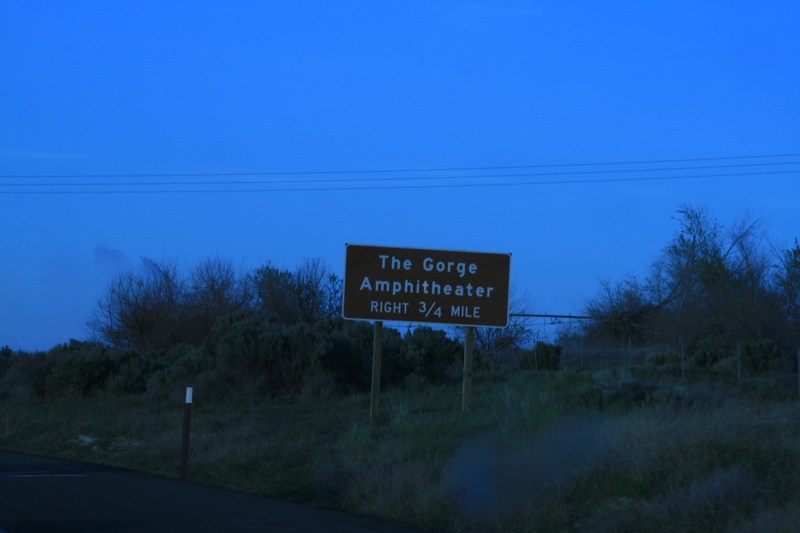 The Gorge
Amphitheater
RIGHT 3/4 MILE